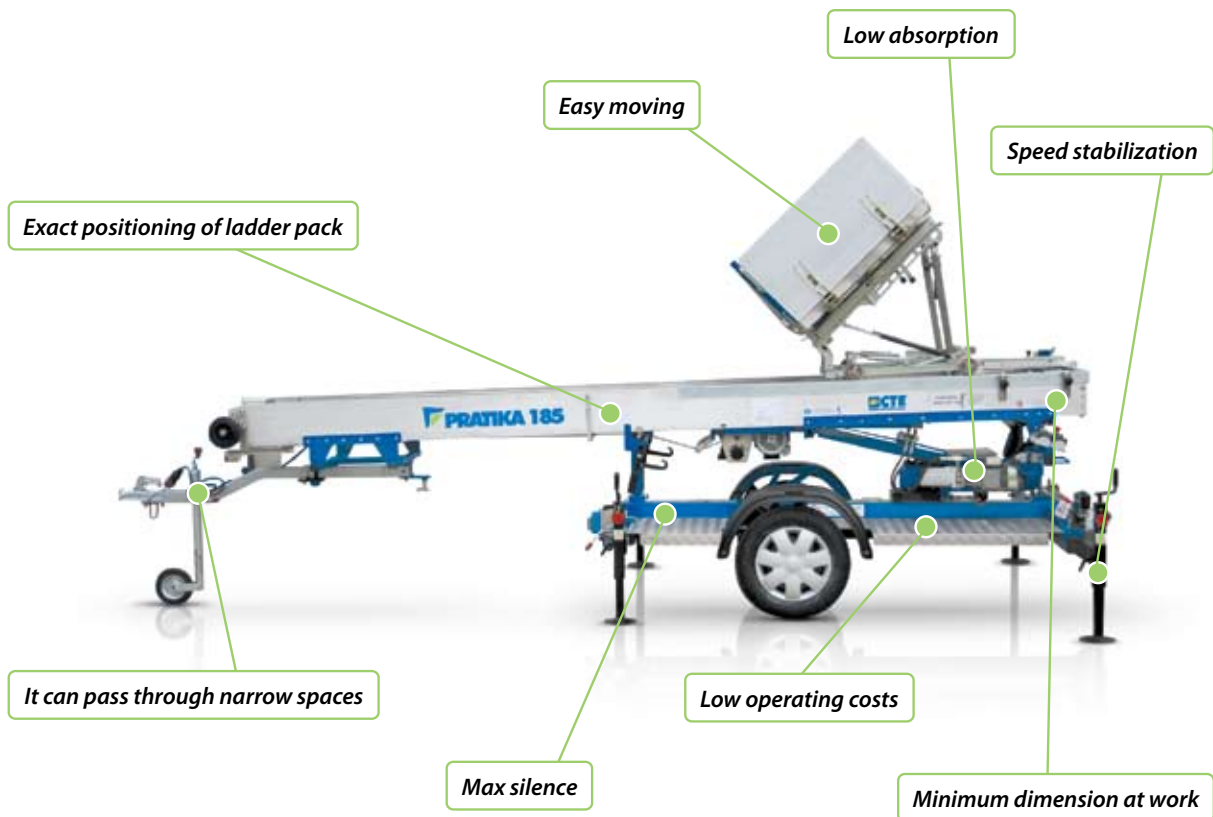 Low absorption
Easy moving
Speed stabilization
Exact positioning of ladder pack
PRATIKA 185
CTE
It can pass through narrow spaces
Low operating costs
Max silence
Minimum dimension at work